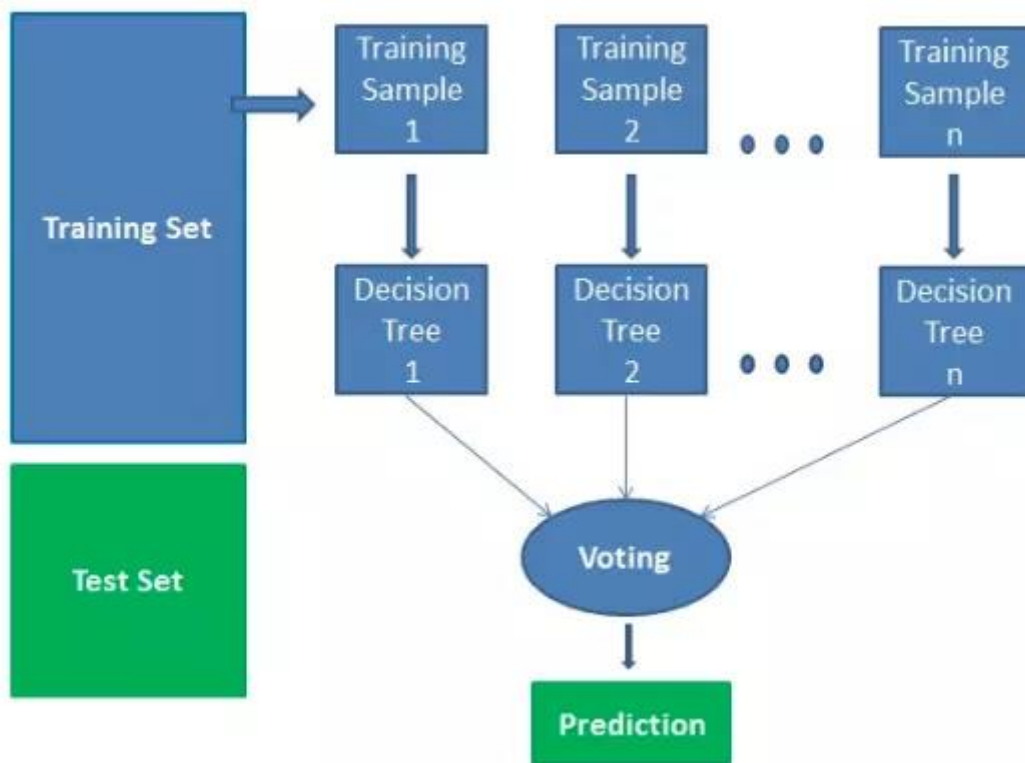 Training Set
Training
Sample
1
Training
Sample
2
Training
Sample
n
Decision
Tree
1
Decision
Tree
2
Decision
Tree
n
Test Set
Voting
Prediction